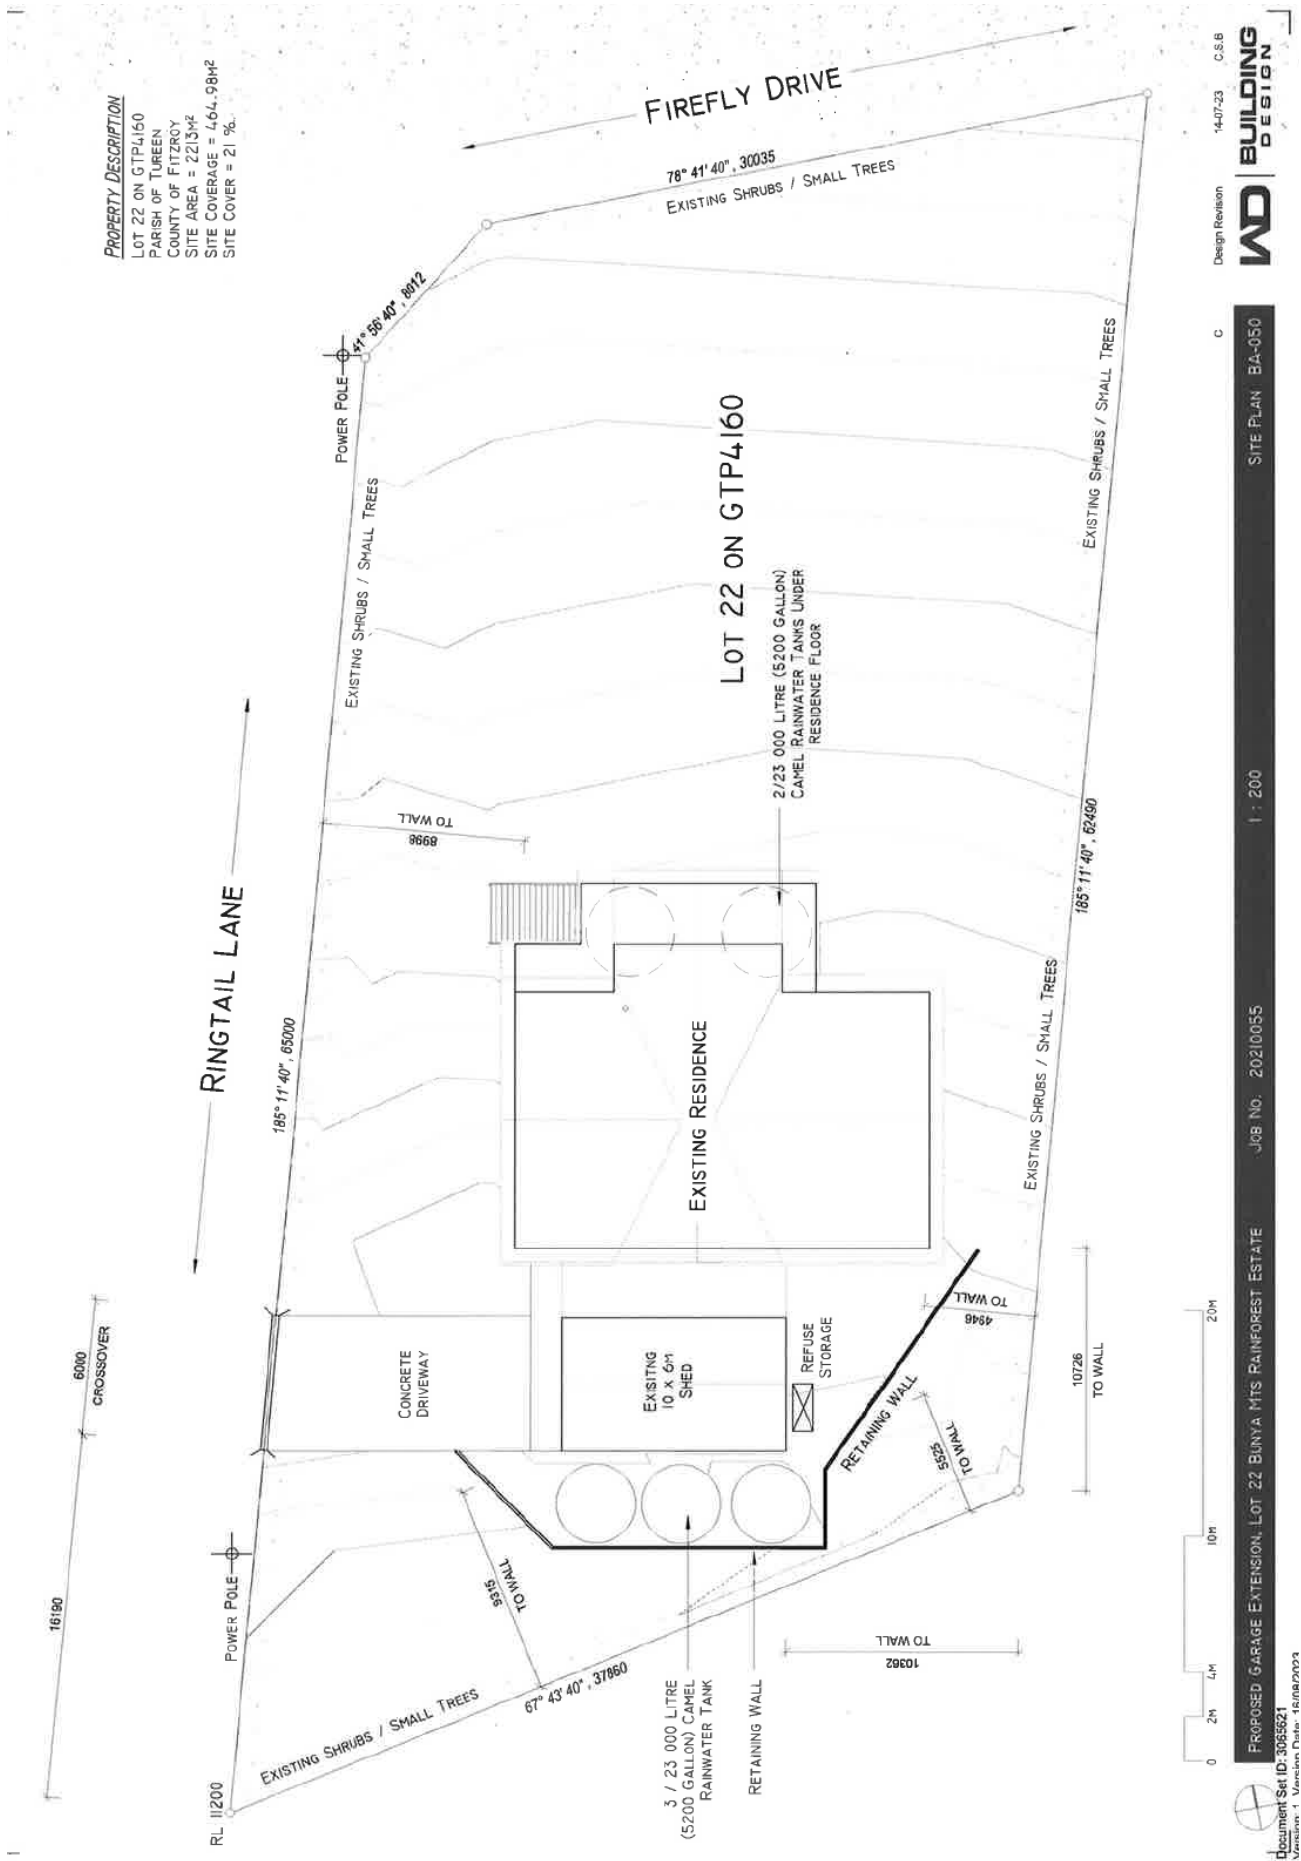 PROPERTY DESCRIPTION
LOT 22 ON GTP4160
PARISH OF TUREEN
COUNTY OF FITZROY
SITE AREA = 2213M²
SITE COVERAGE = 464.98M²
SITE COVER = 21 %
FIREFLY DRIVE
78° 41' 40", 30035
EXISTING SHRUBS / SMALL TREES
41° 56' 40", 8012
POWER POLE
EXISTING SHRUBS / SMALL TREES
RINGTAIL LANE
185° 11' 40", 65000
LOT 22 ON GTP4160
2/23 000 LITRE (5200 GALLON)
CAMEL RAINWATER TANKS UNDER
RESIDENCE FLOOR
EXISTING SHRUBS / SMALL TREES
TO WALL
8998
185° 11' 40", 62490
EXISTING RESIDENCE
EXISTING SHRUBS / SMALL TREES
6000
CROSSOVER
16190
CONCRETE
DRIVEWAY
EXISITNG
10 X 6M
SHED
REFUSE
STORAGE
RETAINING WALL
TO WALL
4946
5525
TO WALL
10726
TO WALL
POWER POLE
9315
TO WALL
TO WALL
10362
RL 11200
EXISTING SHRUBS / SMALL TREES
67° 43' 40", 37860
3 / 23 000 LITRE
(5200 GALLON) CAMEL
RAINWATER TANK
RETAINING WALL
0 2M 4M 10M 20M
C Design Revision 14-07-23 C.S.B
PROPOSED GARAGE EXTENSION, LOT 22 BUNYA MTS RAINFOREST ESTATE JOB NO. 20210055 1 : 200 SITE PLAN BA-050
BUILDING
DESIGN
Document Set ID: 3065621
Version: 1, Version Date: 16/08/2023